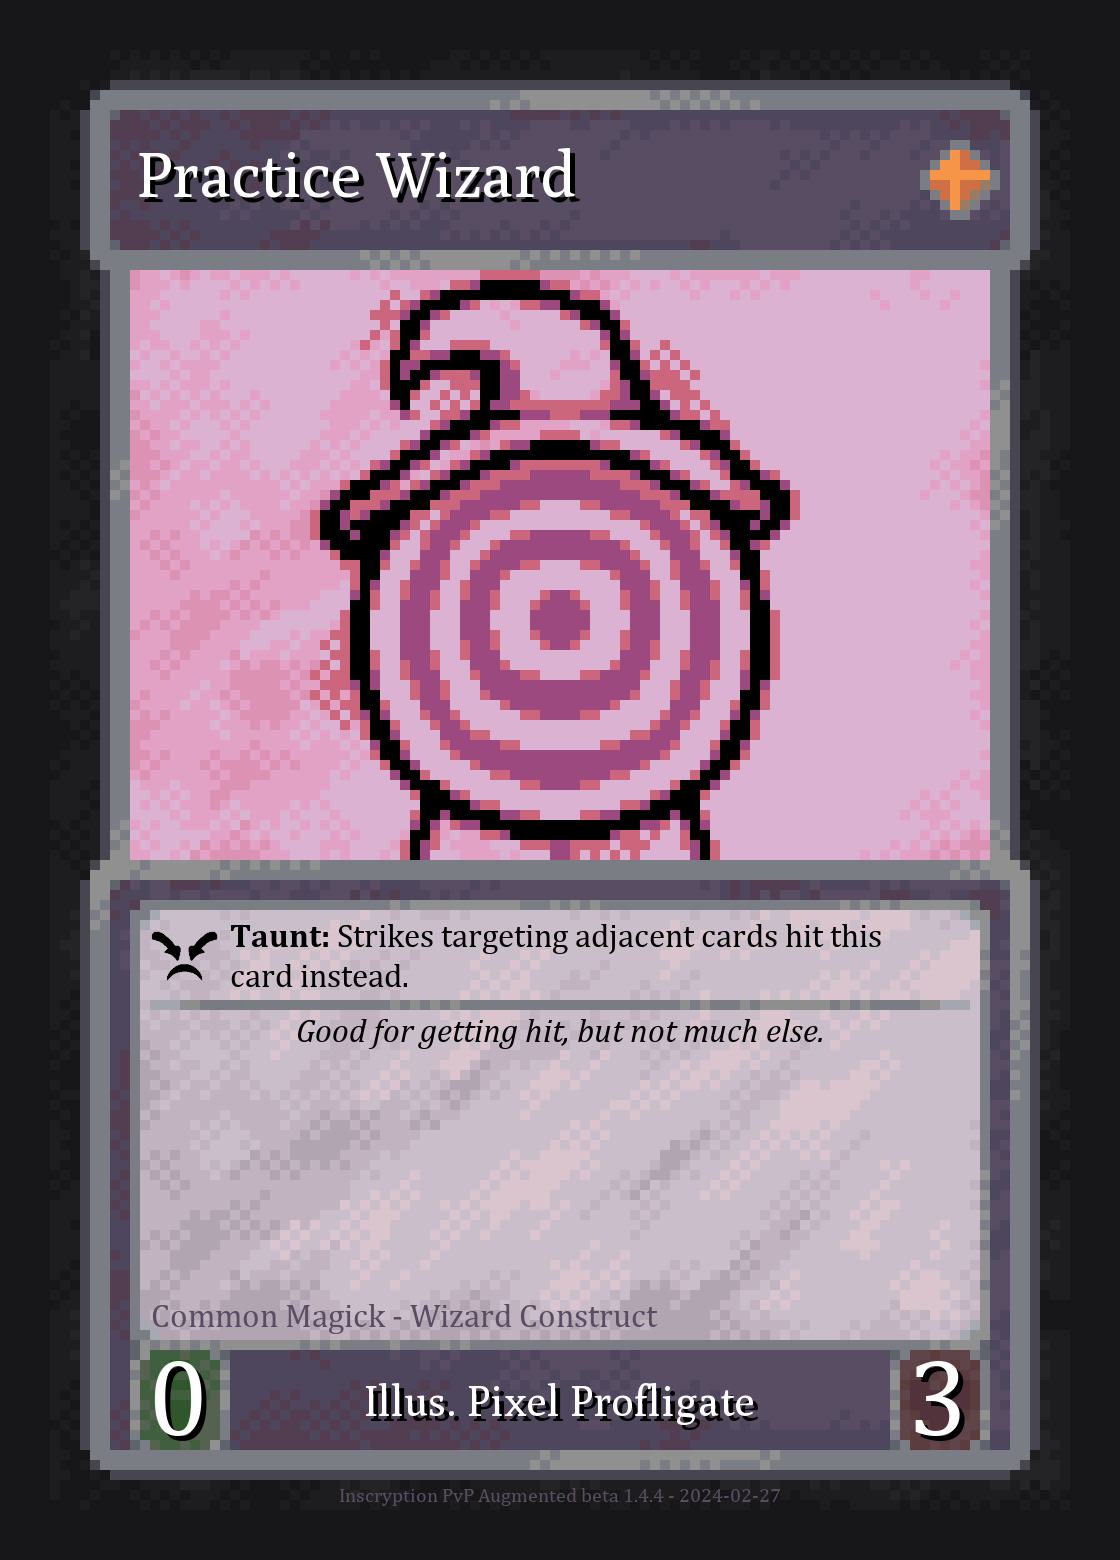 Practice Wizard
Taunt: Strikes targeting adjacent cards hit this
card instead.
Good for getting hit, but not much else.
Common Magick - Wizard Construct
0
Illus. Pixel Profligate
3
Inscryption PvP Augmented beta 1.4.4 - 2024-02-27